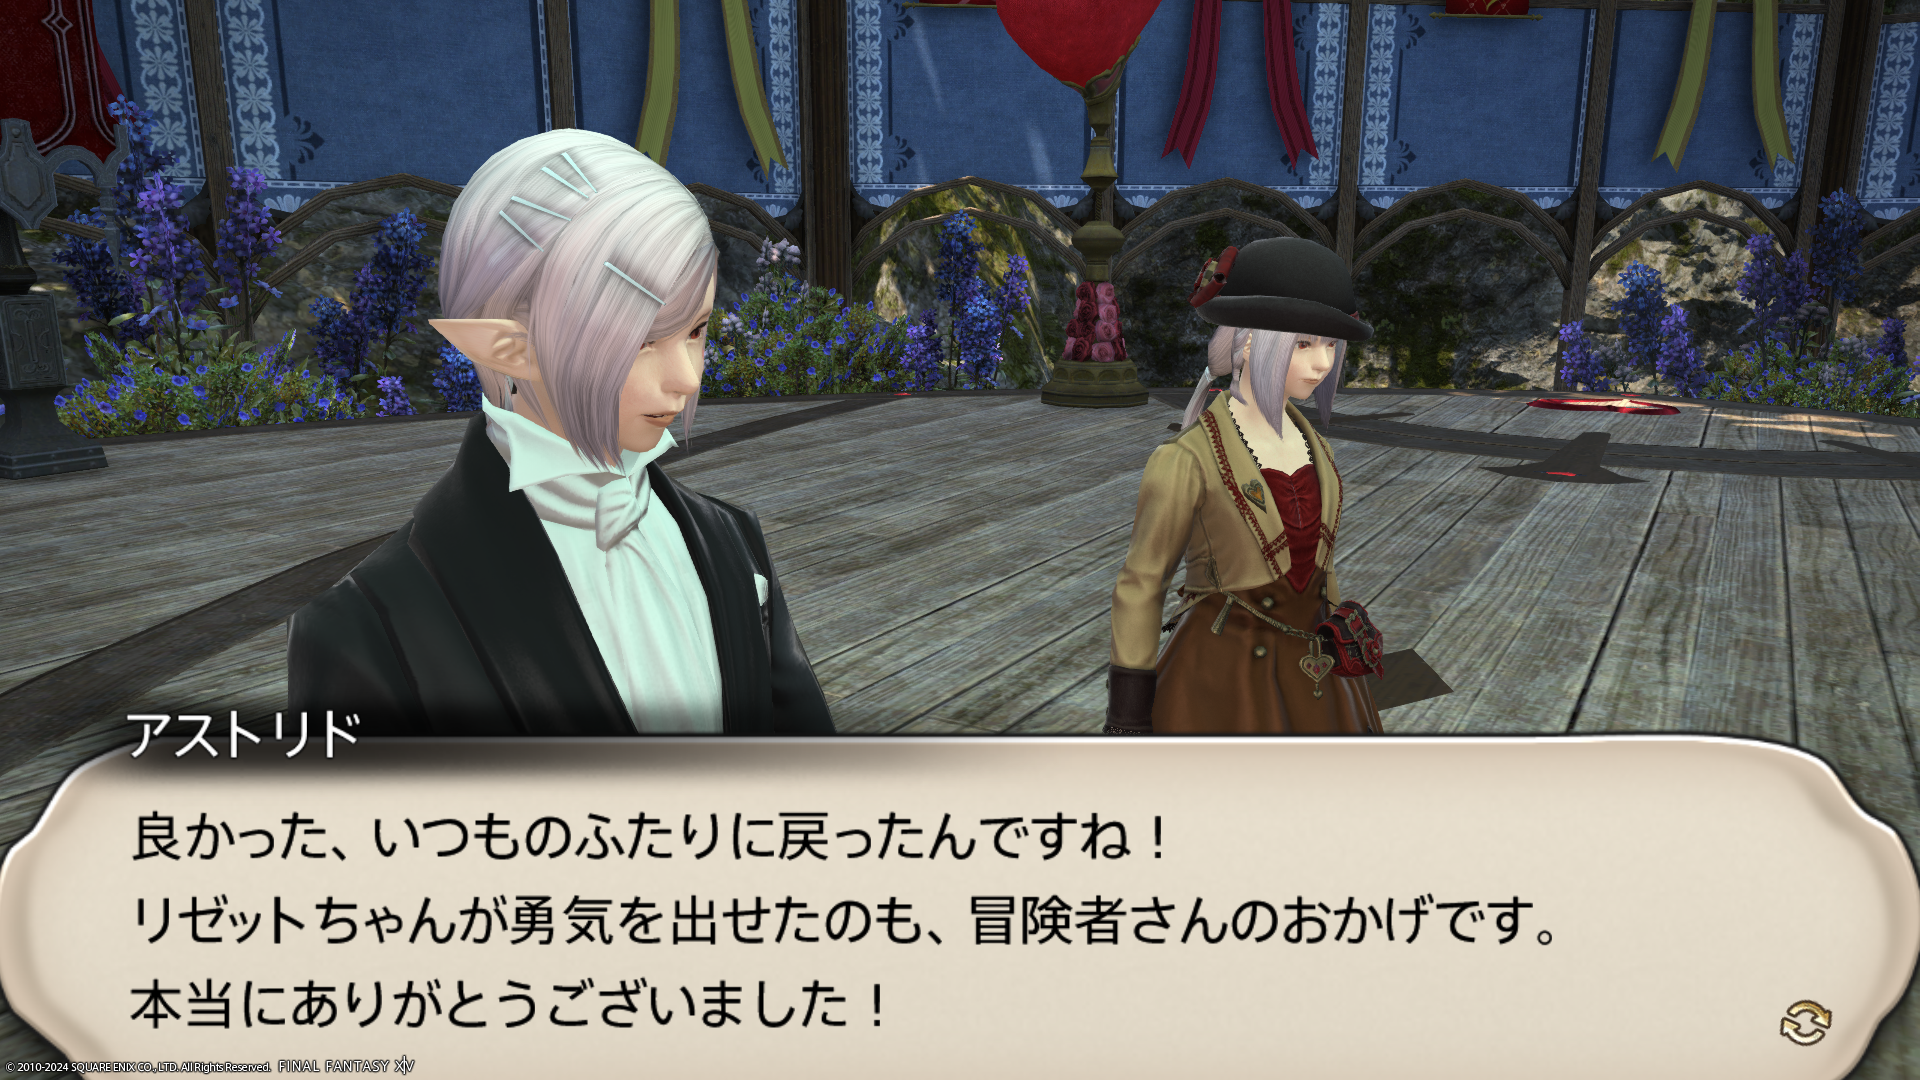 アストリド
良かった、いつものふたりに戻ったんですね！
リゼットちゃんが勇気を出せたのも、冒険者さんのおかげです。
本当にありがとうございました！
© 2010-2024 SQUARE ENIX CO., LTD. All Rights Reserved. FINAL FANTASY XIV